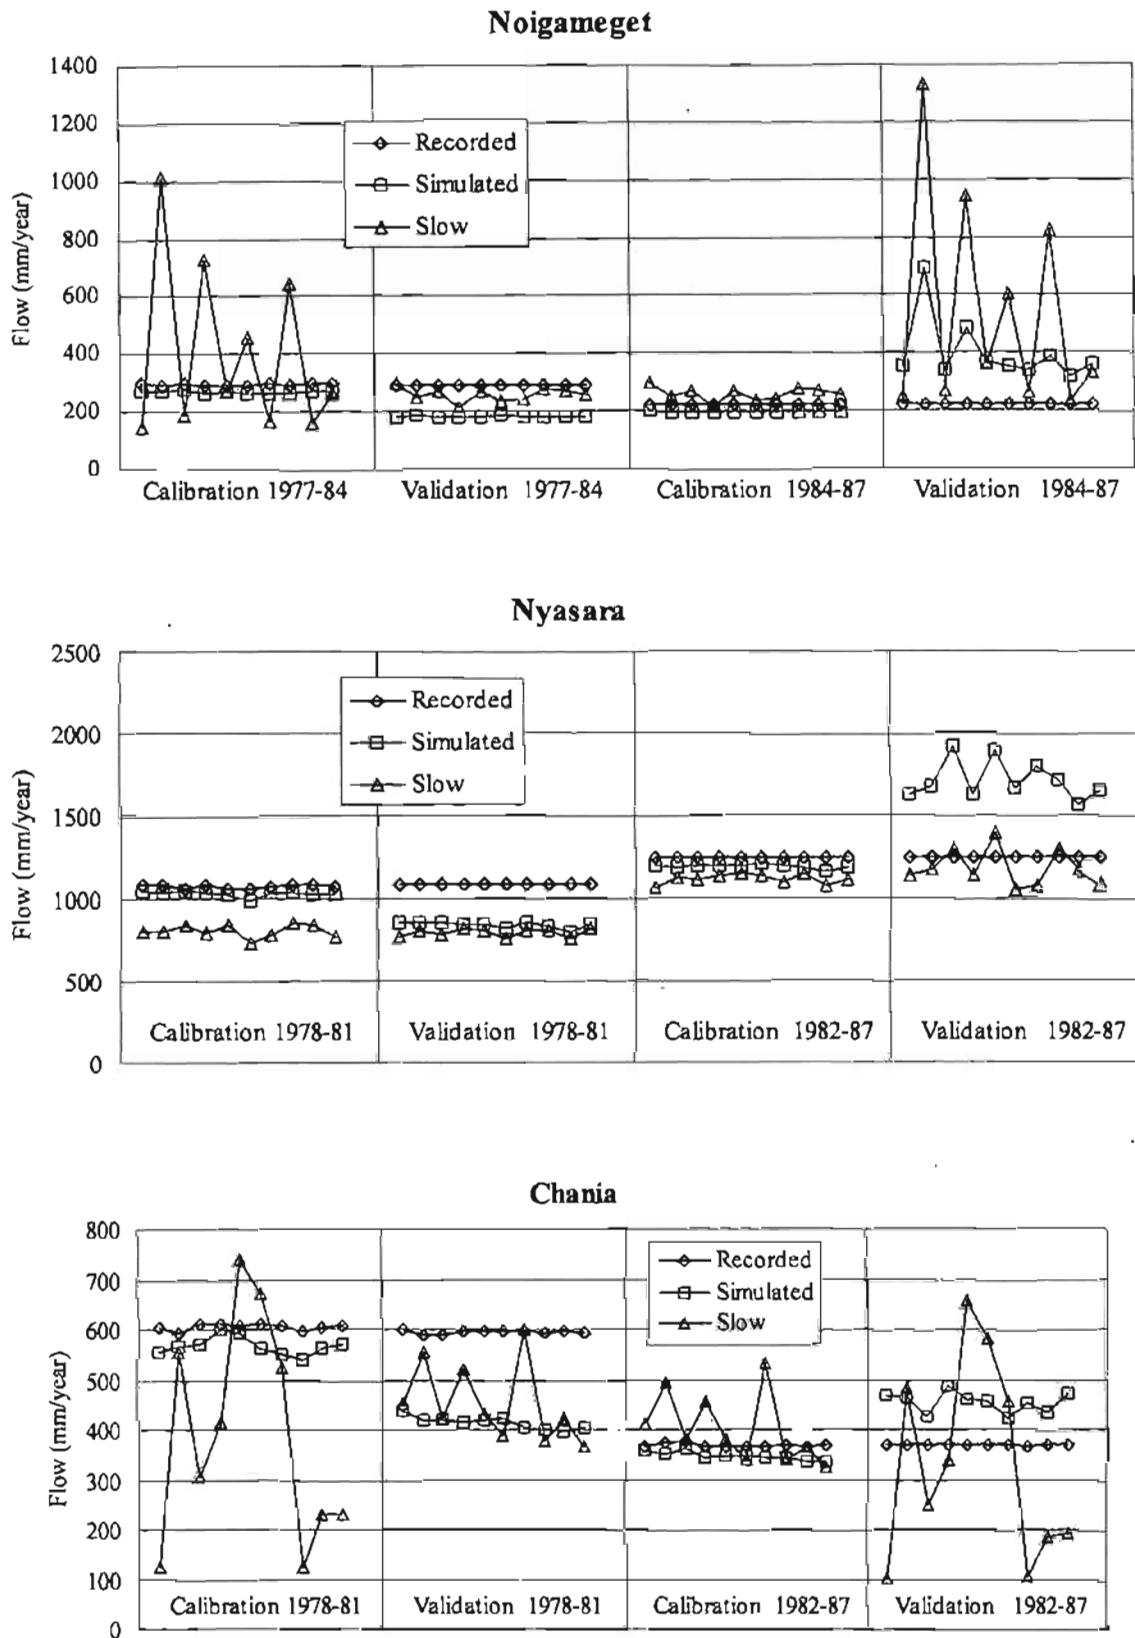 Noigameget
1400
1200
1000
800
600
400
200
0
Flow (mm/year)
Recorded
Simulated
Slow
Calibration 1977-84
Validation 1977-84
Calibration 1984-87
Validation 1984-87
Nyasara
2500
2000
1500
1000
500
0
Flow (mm/year)
Recorded
Simulated
Slow
Calibration 1978-81
Validation 1978-81
Calibration 1982-87
Validation 1982-87
Chania
800
700
600
500
400
300
200
100
0
Flow (mm/year)
Recorded
Simulated
Slow
Calibration 1978-81
Validation 1978-81
Calibration 1982-87
Validation 1982-87